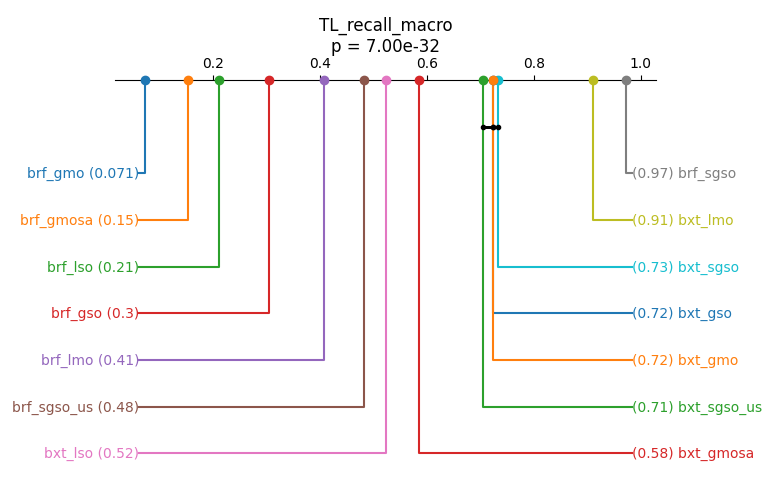 TL_recall_macro
p = 7.00e-32
0.2 0.4 0.6 0.8 1.0
brf_gmo (0.071) (0.97) brf_sgso
brf_gmosa (0.15) (0.91) bxt_lmo
brf_lso (0.21) (0.73) bxt_sgso
brf_gso (0.3) (0.72) bxt_gso
brf_lmo (0.41) (0.72) bxt_gmo
brf_sgso_us (0.48) (0.71) bxt_sgso_us
bxt_lso (0.52) (0.58) bxt_gmosa